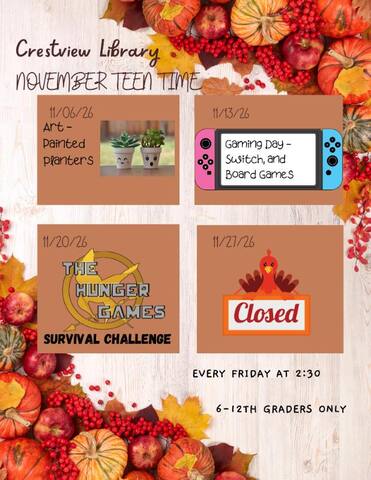 Crestview Library
NOVEMBER TEEN TIME
11/06/26
Art -
Painted
planters
11/13/26
Gaming Day -
Switch, and
Board Games
11/20/26
THE
HUNGER
GAMES
SURVIVAL CHALLENGE
11/27/26
Closed
EVERY FRIDAY AT 2:30
6-12TH GRADERS ONLY